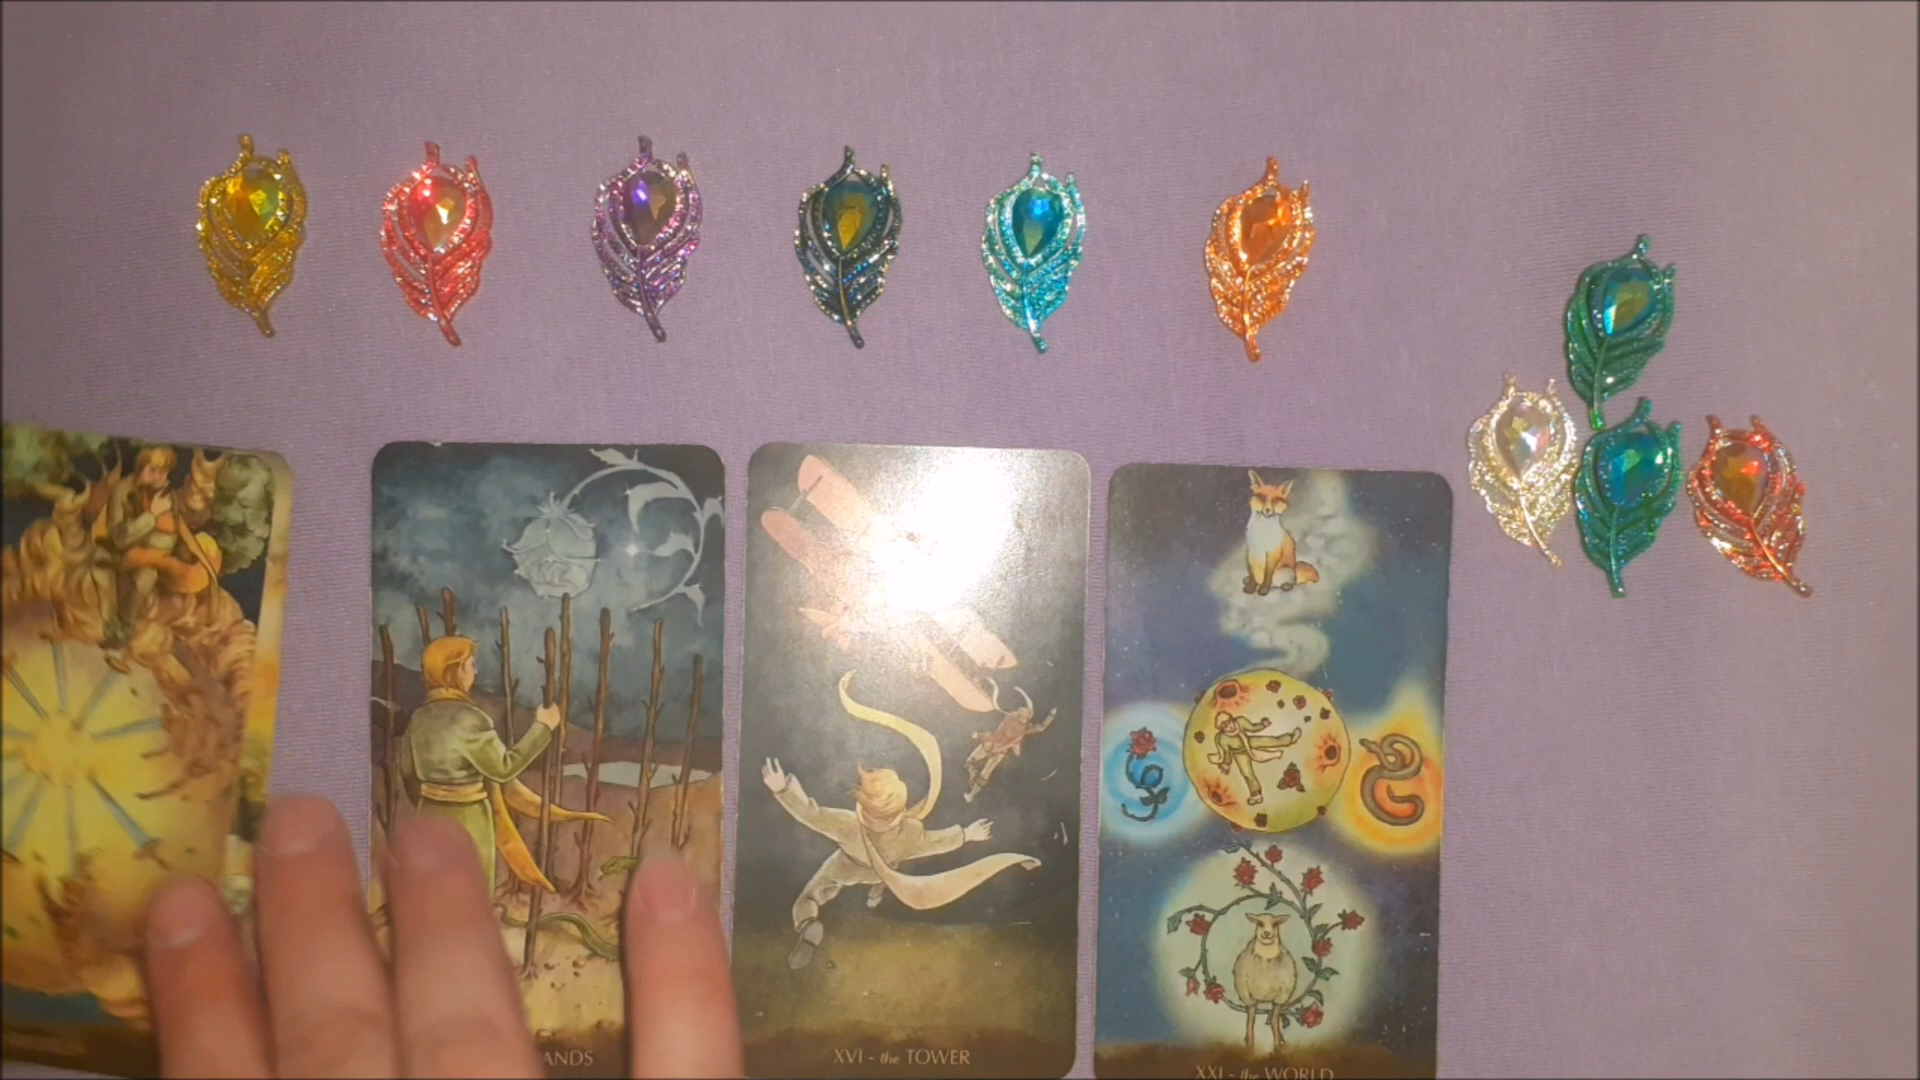 ANDS
XVI - the TOWER
XXI - the WORLD